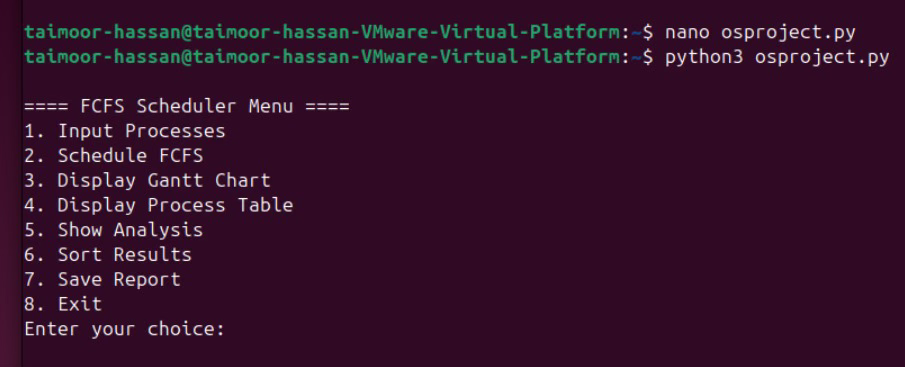 taimoor-hassan@taimoor-hassan-VMware-Virtual-Platform:~$ nano osproject.py
taimoor-hassan@taimoor-hassan-VMware-Virtual-Platform:~$ python3 osproject.py
==== FCFS Scheduler Menu ====
1. Input Processes
2. Schedule FCFS
3. Display Gantt Chart
4. Display Process Table
5. Show Analysis
6. Sort Results
7. Save Report
8. Exit
Enter your choice: